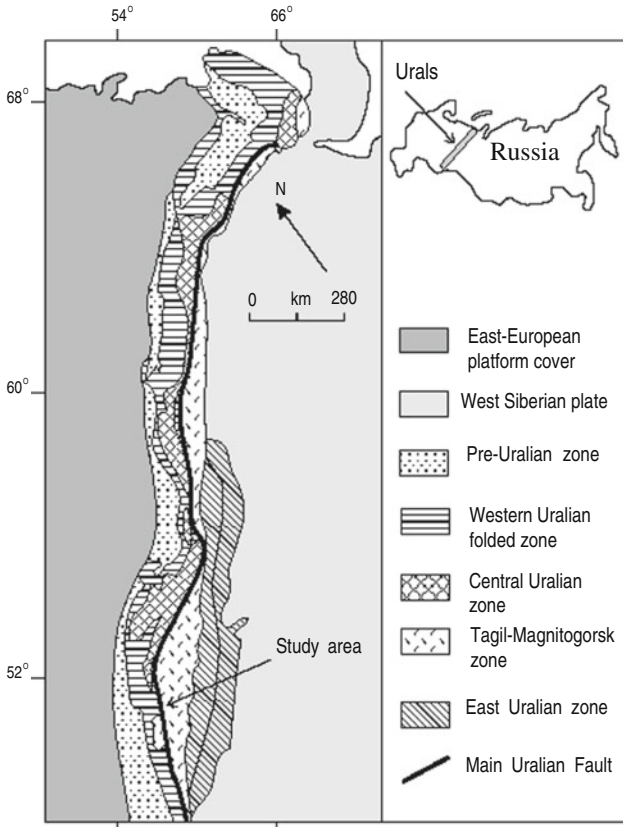 54°
66°
68°
60°
52°
N
0 km 280
Study area
Urals
Russia
East-European
platform cover
West Siberian plate
Pre-Uralian zone
Western Uralian
folded zone
Central Uralian
zone
Tagil-Magnitogorsk
zone
East Uralian zone
Main Uralian Fault